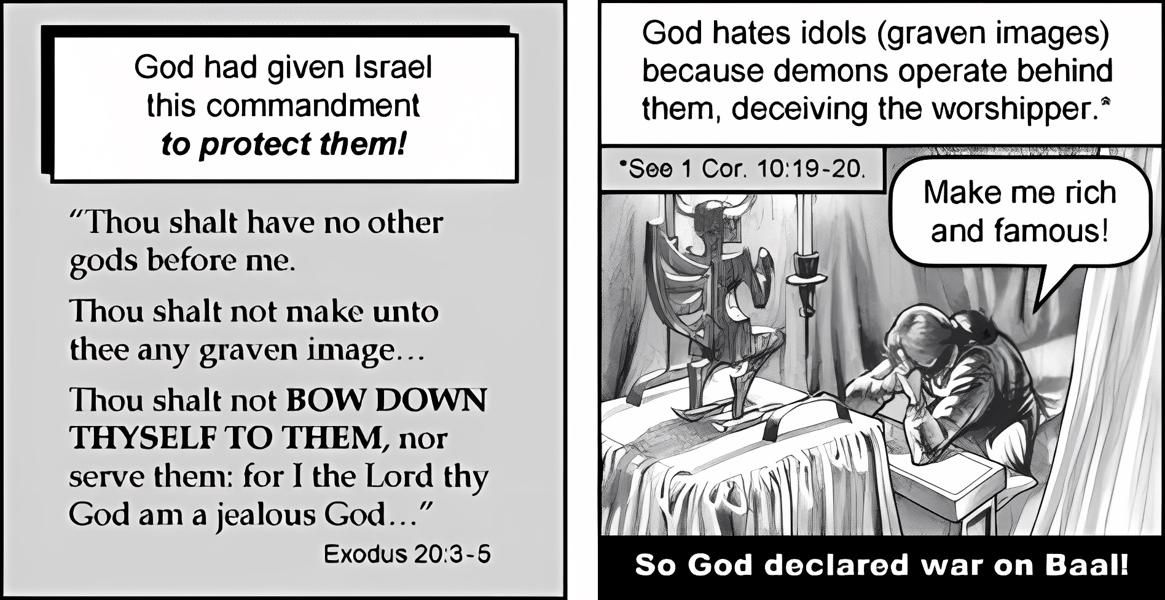 God had given Israel
this commandment
to protect them!
“Thou shalt have no other
gods before me.
Thou shalt not make unto
thee any graven image...
Thou shalt not BOW DOWN
THYSELF TO THEM, nor
serve them: for I the Lord thy
God am a jealous God...”
Exodus 20:3-5
God hates idols (graven images)
because demons operate behind
them, deceiving the worshipper.*
*See 1 Cor. 10:19-20.
Make me rich
and famous!
So God declared war on Baal!